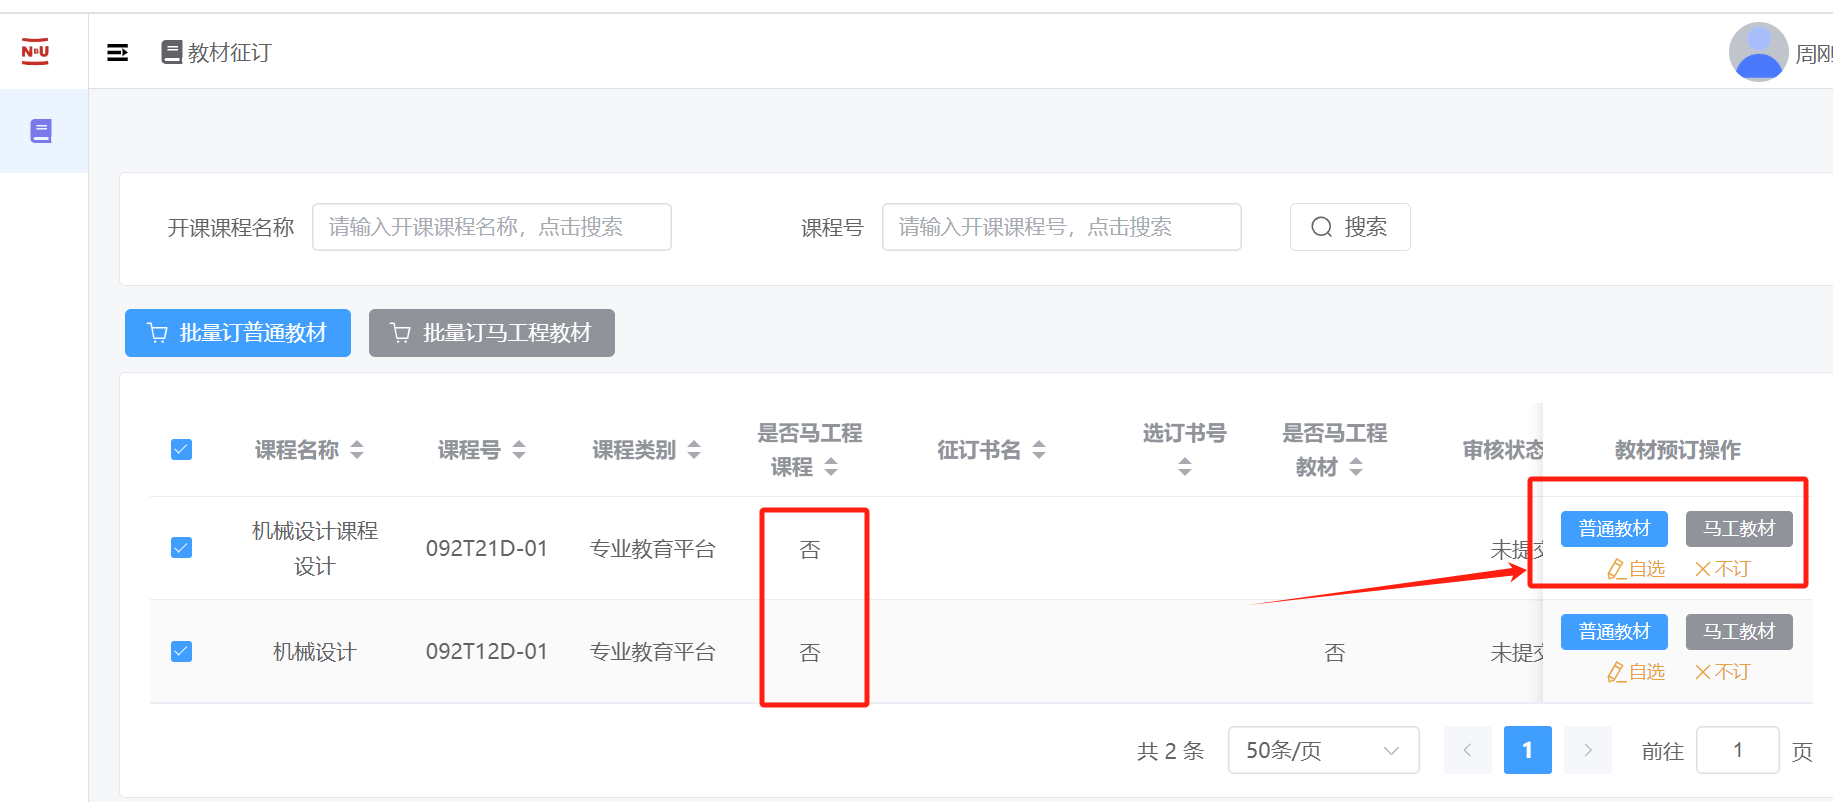 NBU
教材征订
周刚
开课课程名称 请输入开课课程名称，点击搜索 课程号 请输入开课课程号，点击搜索 搜索
批量订普通教材 批量订马工程教材
课程名称 课程号 课程类别 是否马工程课程 征订书名 选订书号 是否马工程教材 审核状态 教材预订操作
机械设计课程设计 092T21D-01 专业教育平台 否 未提交 普通教材 马工教材
自选 不订
机械设计 092T12D-01 专业教育平台 否 否 未提交 普通教材 马工教材
自选 不订
共 2 条 50条/页 1 前往 1 页